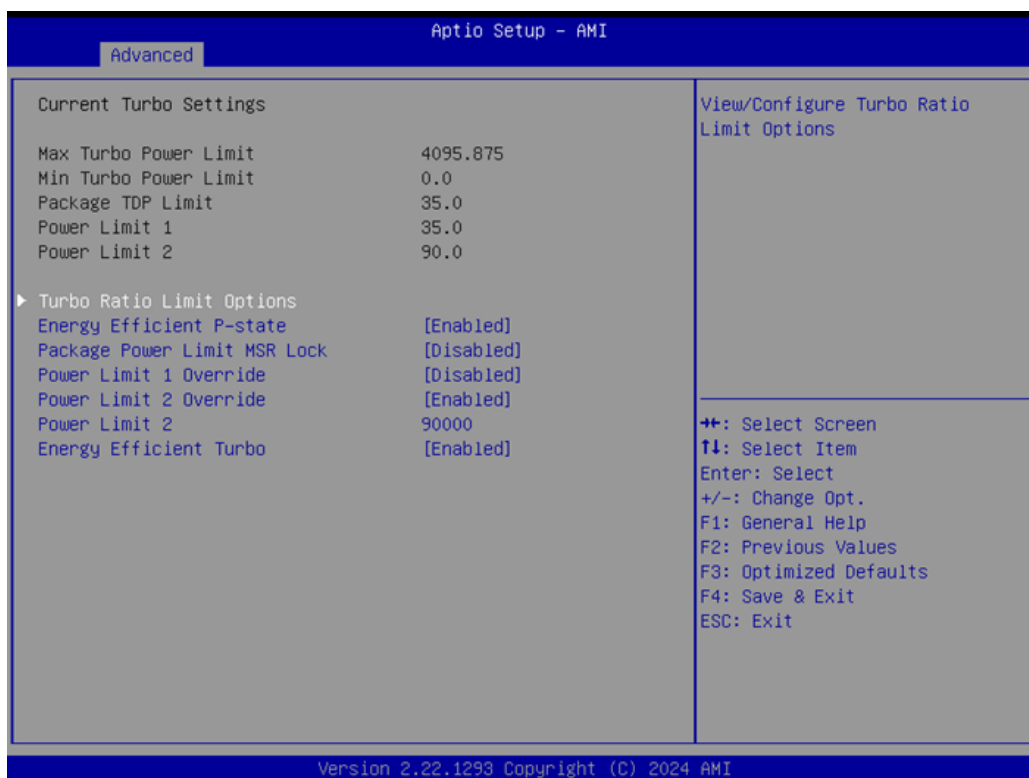 Aptio Setup - AMI
Advanced
Current Turbo Settings
Max Turbo Power Limit 4095.875
Min Turbo Power Limit 0.0
Package TDP Limit 35.0
Power Limit 1 35.0
Power Limit 2 90.0
Turbo Ratio Limit Options
Energy Efficient P-state [Enabled]
Package Power Limit MSR Lock [Disabled]
Power Limit 1 Override [Disabled]
Power Limit 2 Override [Enabled]
Power Limit 2 90000
Energy Efficient Turbo [Enabled]
View/Configure Turbo Ratio
Limit Options
→←: Select Screen
↑↓: Select Item
Enter: Select
+/-: Change Opt.
F1: General Help
F2: Previous Values
F3: Optimized Defaults
F4: Save & Exit
ESC: Exit
Version 2.22.1293 Copyright (C) 2024 AMI